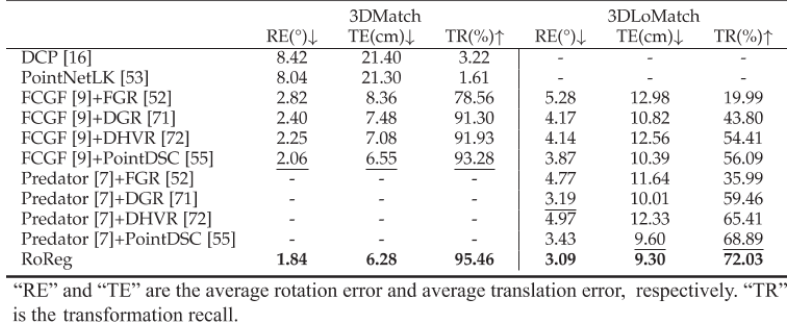 3DMatch 3DLoMatch
RE(°)↓ TE(cm)↓ TR(%)↑ RE(°)↓ TE(cm)↓ TR(%)↑
DCP [16] 8.42 21.40 3.22 - - -
PointNetLK [53] 8.04 21.30 1.61 - - -
FCGF [9]+FGR [52] 2.82 8.36 78.56 5.28 12.98 19.99
FCGF [9]+DGR [71] 2.40 7.48 91.30 4.17 10.82 43.80
FCGF [9]+DHVR [72] 2.25 7.08 91.93 4.14 12.56 54.41
FCGF [9]+PointDSC [55] 2.06 6.55 93.28 3.87 10.39 56.09
Predator [7]+FGR [52] - - - 4.77 11.64 35.99
Predator [7]+DGR [71] - - - 3.19 10.01 59.46
Predator [7]+DHVR [72] - - - 4.97 12.33 65.41
Predator [7]+PointDSC [55] - - - 3.43 9.60 68.89
RoReg 1.84 6.28 95.46 3.09 9.30 72.03
“RE” and “TE” are the average rotation error and average translation error, respectively. “TR”
is the transformation recall.